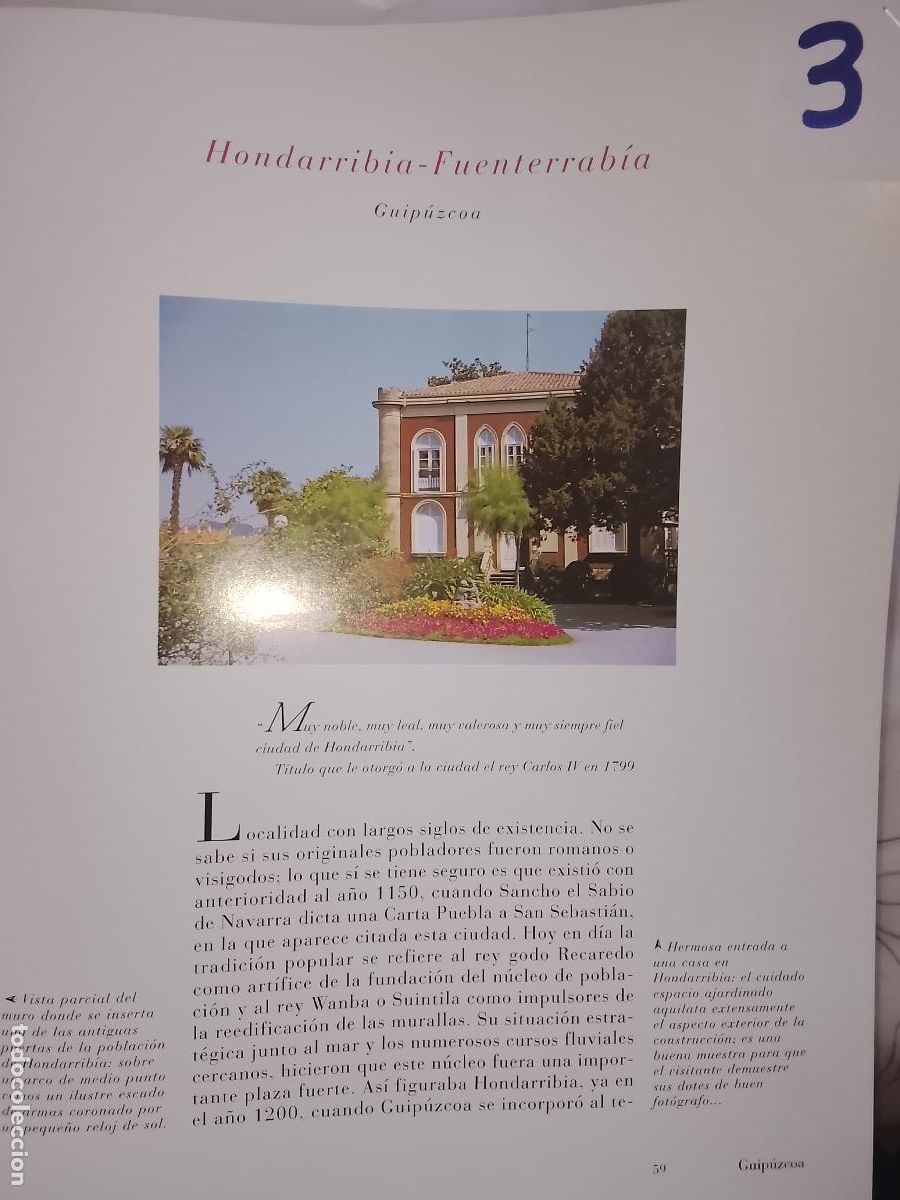 3
Hondarribia-Fuenterrabía
Guipúzcoa
"Muy noble, muy leal, muy valerosa y muy siempre fiel
ciudad de Hondarribia".
Título que le otorgó a la ciudad el rey Carlos IV en 1799
Localidad con largos siglos de existencia. No se
sabe si sus originales pobladores fueron romanos o
visigodos; lo que sí se tiene seguro es que existió con
anterioridad al año 1150, cuando Sancho el Sabio
de Navarra dicta una Carta Puebla a San Sebastián,
en la que aparece citada esta ciudad. Hoy en día la
tradición popular se refiere al rey godo Recaredo
como artífice de la fundación del núcleo de pobla-
ción y al rey Wanba o Suintila como impulsores de
la reedificación de las murallas. Su situación estra-
tégica junto al mar y los numerosos cursos fluviales
cercanos, hicieron que este núcleo fuera una impor-
tante plaza fuerte. Así figuraba Hondarribia, ya en
el año 1200, cuando Guipúzcoa se incorporó al te-
Vista parcial del
muro donde se inserta
de las antiguas
puertas de la población
de Hondarribia: sobre
arco de medio punto
un ilustre escudo
de armas coronado por
pequeño reloj de sol.
Hermosa entrada a
una casa en
Hondarribia: el cuidado
espacio ajardinado
aquilata extensamente
el aspecto exterior de la
construcción; es una
buena muestra para que
el visitante demuestre
sus dotes de buen
fotógrafo...
59 Guipúzcoa
todocoleccion